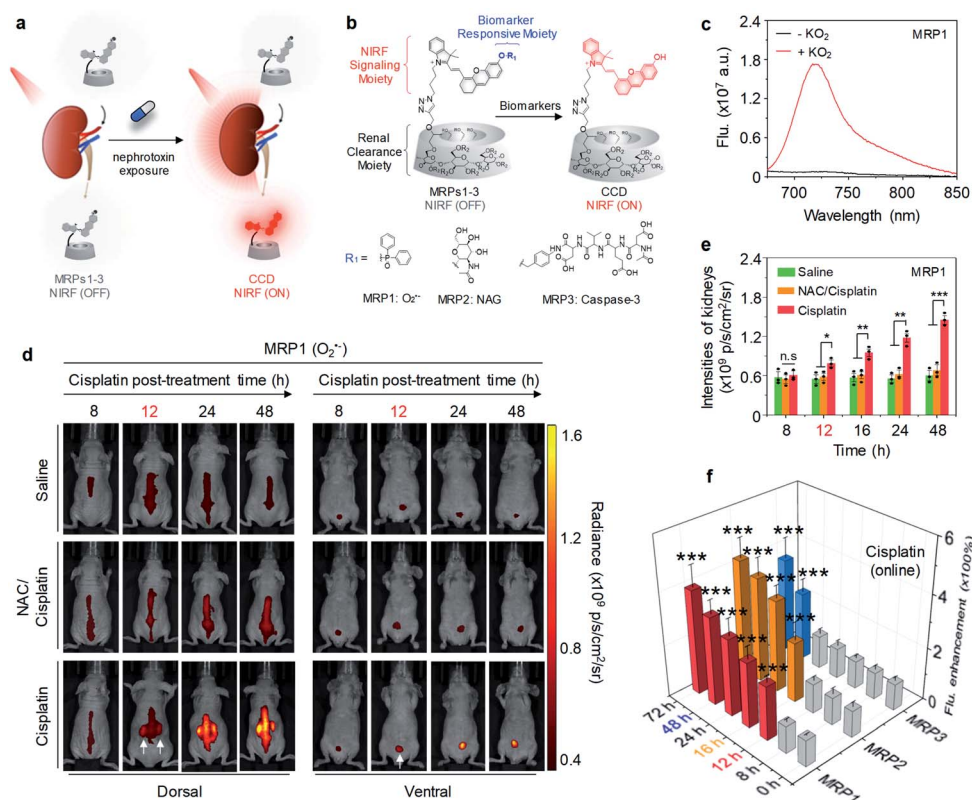 a
nephrotoxin
exposure
MRPs1-3
NIRF (OFF)
CCD
NIRF (ON)
b
Biomarker
Responsive Moiety
NIRF
Signaling
Moiety
O-R₁
OH
Biomarkers
Renal
Clearance
Moiety
MRPs1-3
NIRF (OFF)
CCD
NIRF (ON)
R₁ =
MRP1: O₂•-
MRP2: NAG
MRP3: Caspase-3
c
- KO₂
+ KO₂
MRP1
Flu. (x10⁷ a.u.)
2.4
1.8
1.2
0.6
0
700
750
800
850
Wavelength (nm)
d
MRP1 (O₂•-)
Cisplatin post-treatment time (h)
Cisplatin post-treatment time (h)
8 12 24 48
8 12 24 48
Saline
NAC/
Cisplatin
Cisplatin
Dorsal
Ventral
1.6
1.2
0.8
0.4
Radiance (x10⁹ p/s/cm²/sr)
e
Saline
NAC/Cisplatin
Cisplatin
MRP1
Intensities of kidneys
(x10⁹ p/s/cm²/sr)
2.4
1.8
1.2
0.6
0
n.s
*
**
**
***
8 12 16 24 48
Time (h)
f
Cisplatin
(online)
Flu. enhancement (x100%)
6
4
2
0
***
***
***
***
***
***
***
***
***
***
***
72 h
48 h
24 h
16 h
12 h
8 h
0 h
MRP1
MRP2
MRP3